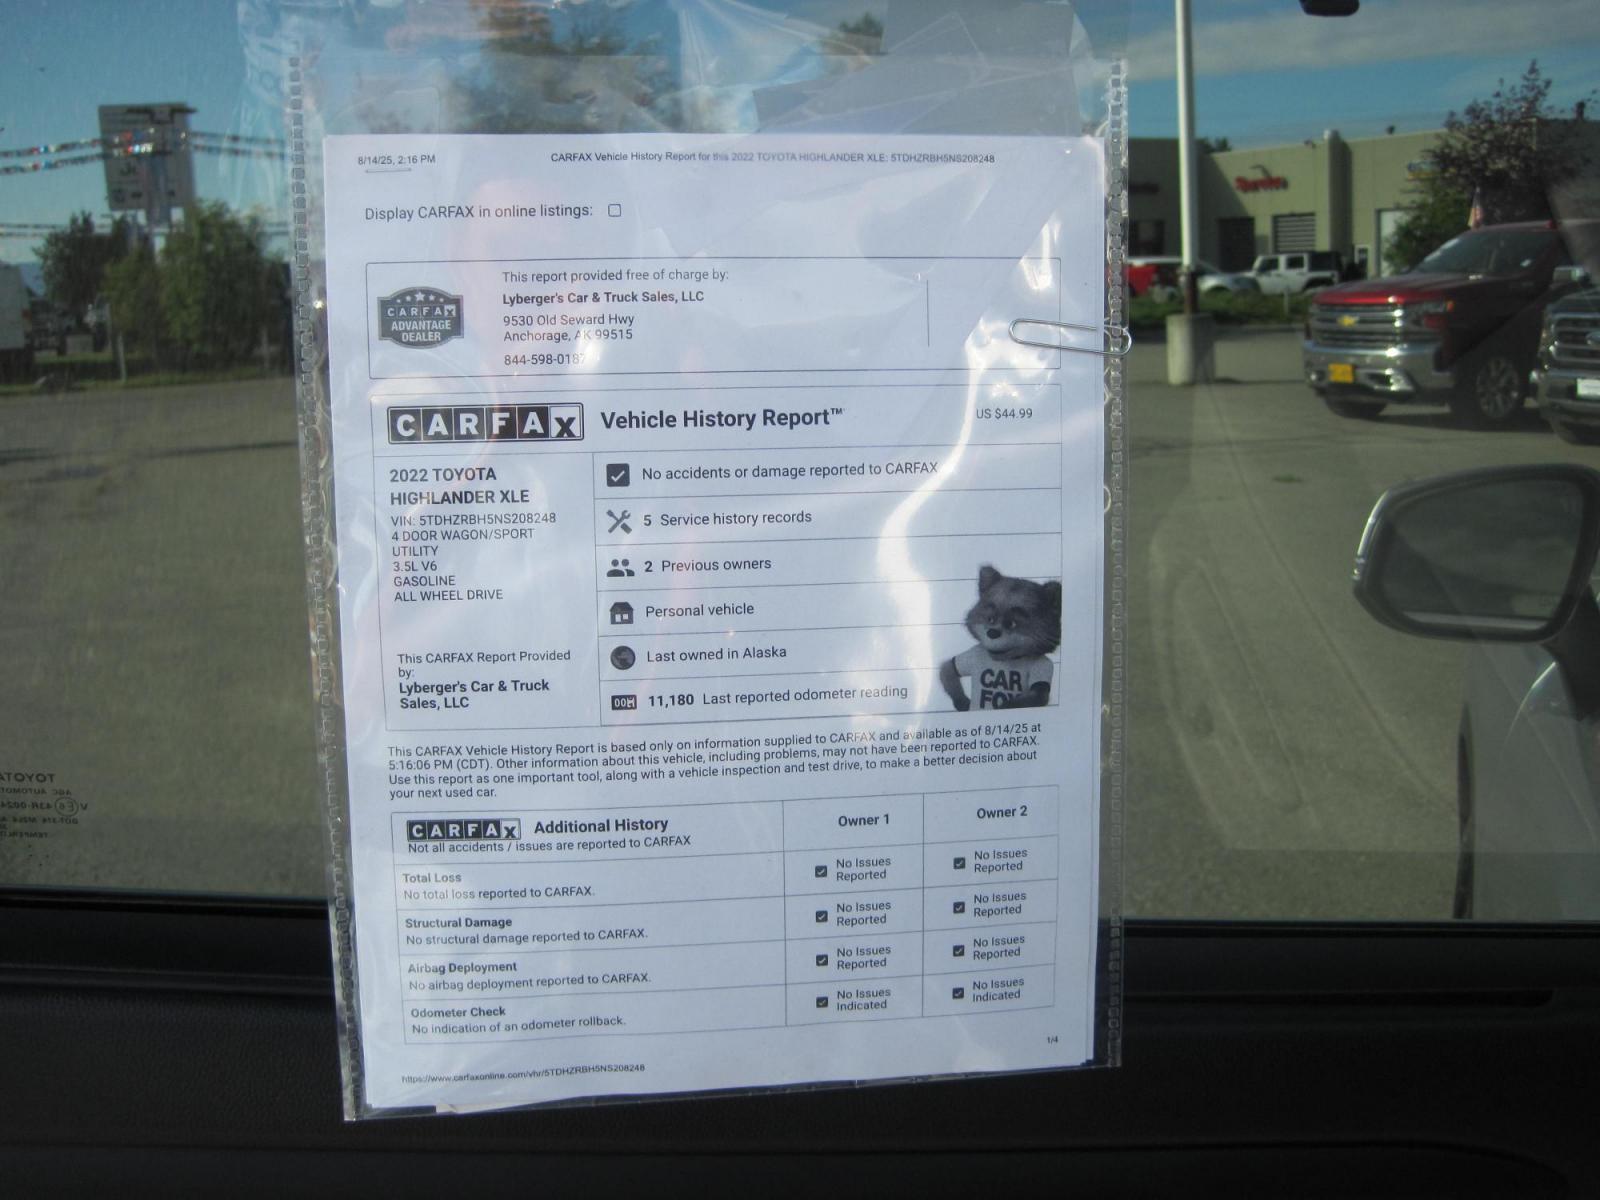 8/14/25, 2:16 PM
CARFAX Vehicle History Report for this 2022 TOYOTA HIGHLANDER XLE: 5TDHZRBH5NS208248
Display CARFAX in online listings:
CARFAX
ADVANTAGE
DEALER
This report provided free of charge by:
Lyberger's Car & Truck Sales, LLC
9530 Old Seward Hwy
Anchorage, AK 99515
844-598-0187
CARFAX Vehicle History Report™
US $44.99
2022 TOYOTA
HIGHLANDER XLE
VIN: 5TDHZRBH5NS208248
4 DOOR WAGON/SPORT
UTILITY
3.5L V6
GASOLINE
ALL WHEEL DRIVE
This CARFAX Report Provided
by:
Lyberger's Car & Truck
Sales, LLC
No accidents or damage reported to CARFAX
5 Service history records
2 Previous owners
Personal vehicle
Last owned in Alaska
11,180 Last reported odometer reading
CAR
FOX
This CARFAX Vehicle History Report is based only on information supplied to CARFAX and available as of 8/14/25 at
5:16:06 PM (CDT). Other information about this vehicle, including problems, may not have been reported to CARFAX.
Use this report as one important tool, along with a vehicle inspection and test drive, to make a better decision about
your next used car.
CARFAX Additional History
Not all accidents / issues are reported to CARFAX
Owner 1
Owner 2
Total Loss
No total loss reported to CARFAX.
No Issues
Reported
No Issues
Reported
Structural Damage
No structural damage reported to CARFAX.
No Issues
Reported
No Issues
Reported
Airbag Deployment
No airbag deployment reported to CARFAX.
No Issues
Reported
No Issues
Reported
Odometer Check
No indication of an odometer rollback.
No Issues
Indicated
No Issues
Indicated
1/4
https://www.carfaxonline.com/vhr/5TDHZRBH5NS208248
Service